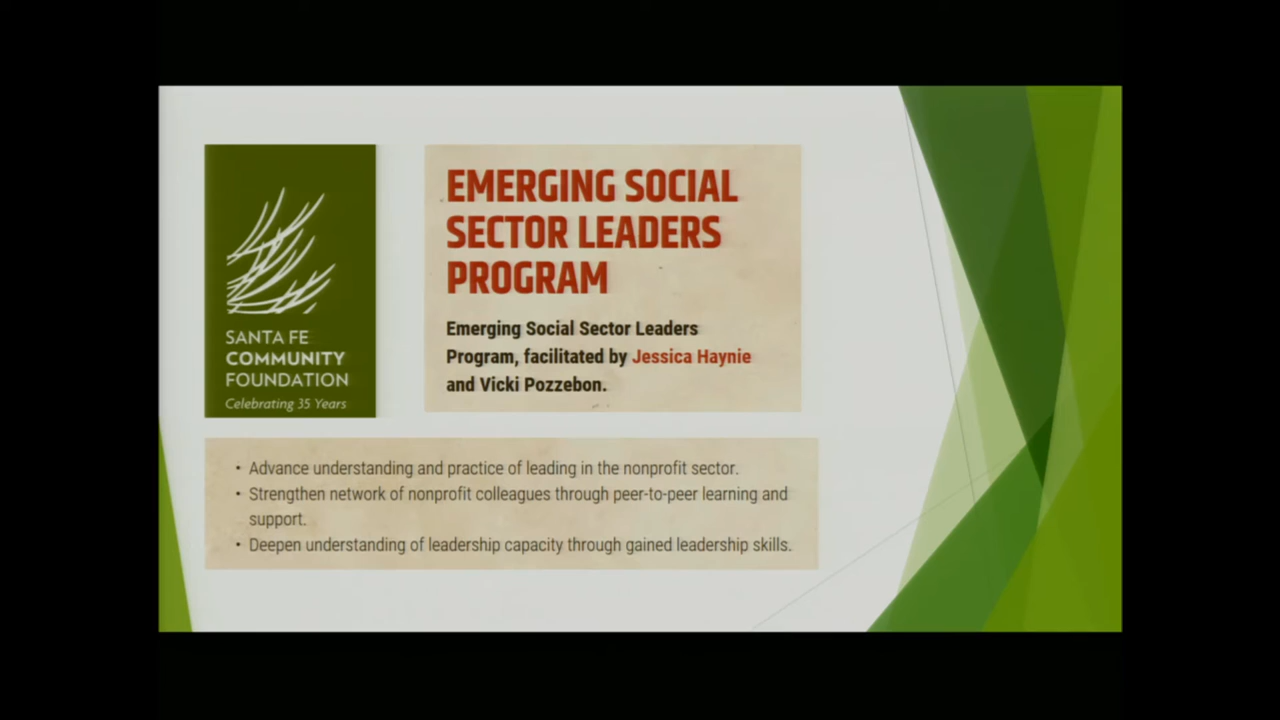 SANTA FE
COMMUNITY
FOUNDATION
Celebrating 35 Years
EMERGING SOCIAL
SECTOR LEADERS
PROGRAM
Emerging Social Sector Leaders
Program, facilitated by Jessica Haynie
and Vicki Pozzebon.
• Advance understanding and practice of leading in the nonprofit sector.
• Strengthen network of nonprofit colleagues through peer-to-peer learning and
support.
• Deepen understanding of leadership capacity through gained leadership skills.